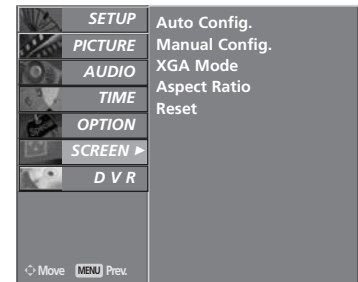 SETUP
PICTURE
AUDIO
TIME
OPTION
SCREEN ►
D V R
Move MENU Prev.
Auto Config.
Manual Config.
XGA Mode
Aspect Ratio
Reset